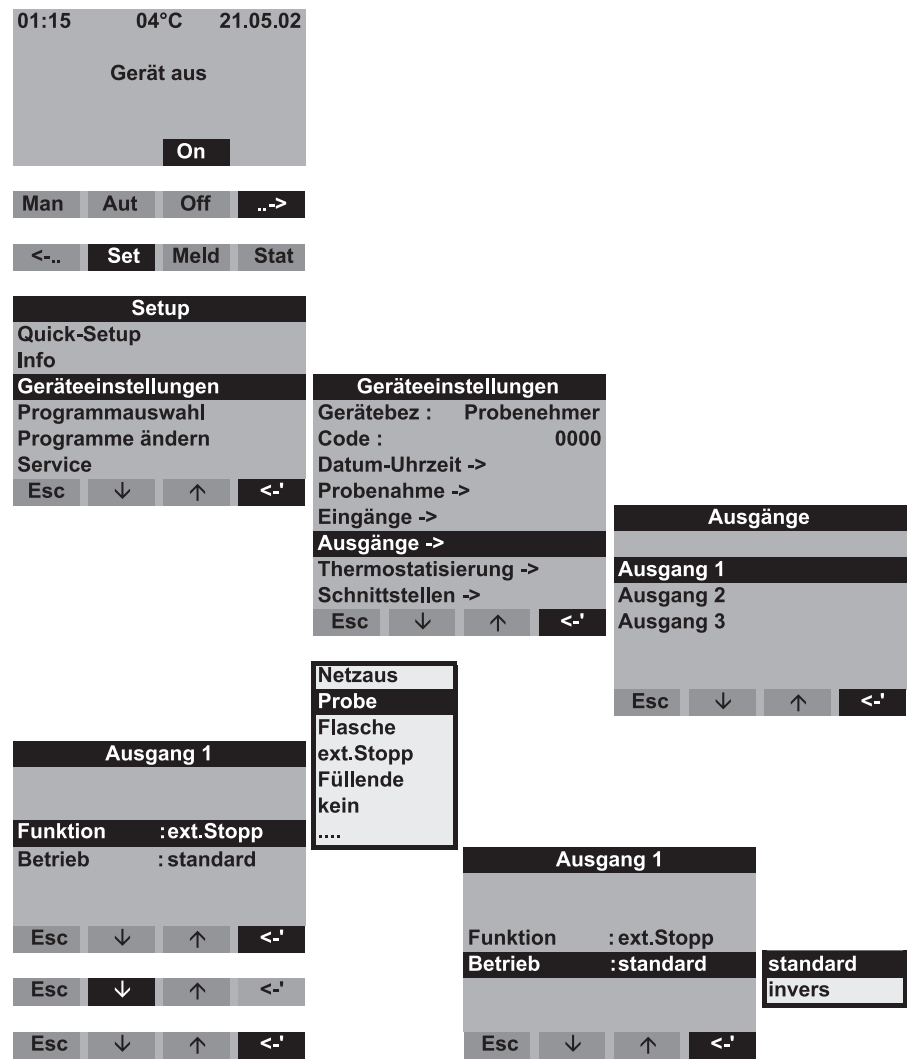 01:15 04°C 21.05.02
Gerät aus
On
Man Aut Off ..->
<-.. Set Meld Stat
Setup
Quick-Setup
Info
Geräteeinstellungen
Programmauswahl
Programme ändern
Service
Esc ↓ ↑ <-'
Geräteeinstellungen
Gerätebez : Probenehmer
Code : 0000
Datum-Uhrzeit ->
Probenahme ->
Eingänge ->
Ausgänge ->
Thermostatisierung ->
Schnittstellen ->
Esc ↓ ↑ <-'
Ausgänge
Ausgang 1
Ausgang 2
Ausgang 3
Esc ↓ ↑ <-'
Ausgang 1
Funktion :ext.Stopp
Betrieb :standard
Esc ↓ ↑ <-'
Esc ↓ ↑ <-'
Esc ↓ ↑ <-'
Netzaus
Probe
Flasche
ext.Stopp
Füllende
kein
....
Ausgang 1
Funktion :ext.Stopp
Betrieb :standard
Esc ↓ ↑ <-'
standard
invers